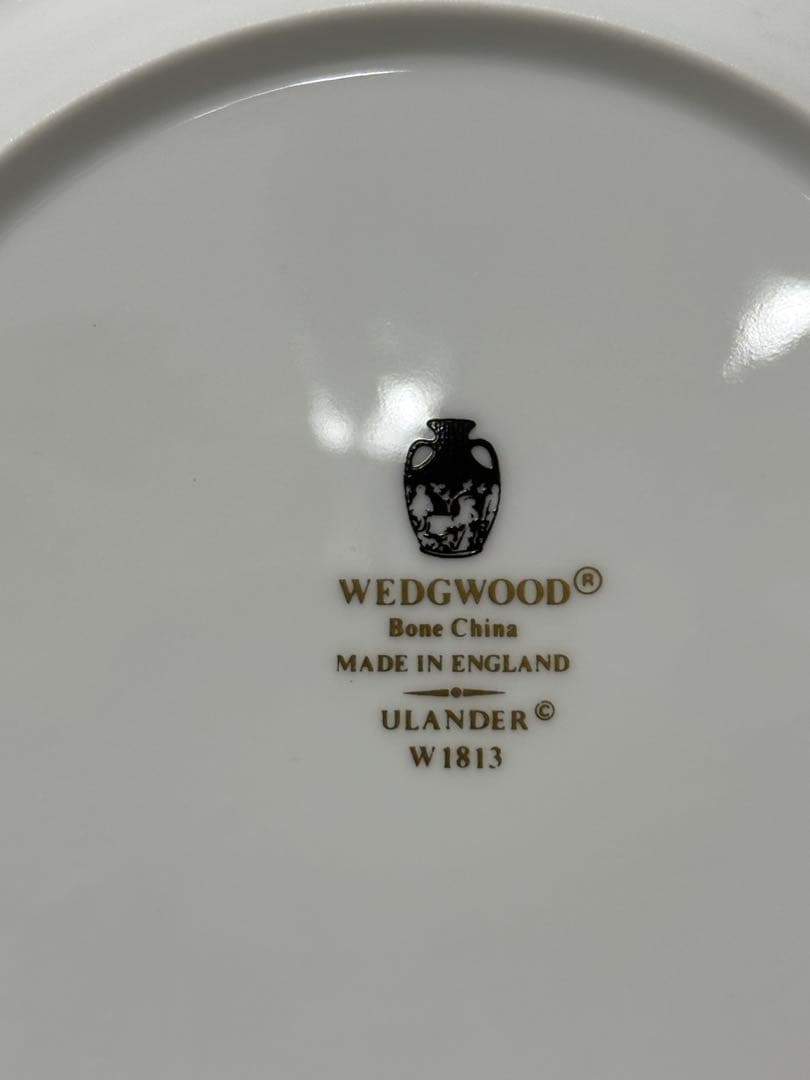 WEDGWOOD®
Bone China
MADE IN ENGLAND
ULANDER©
W1813